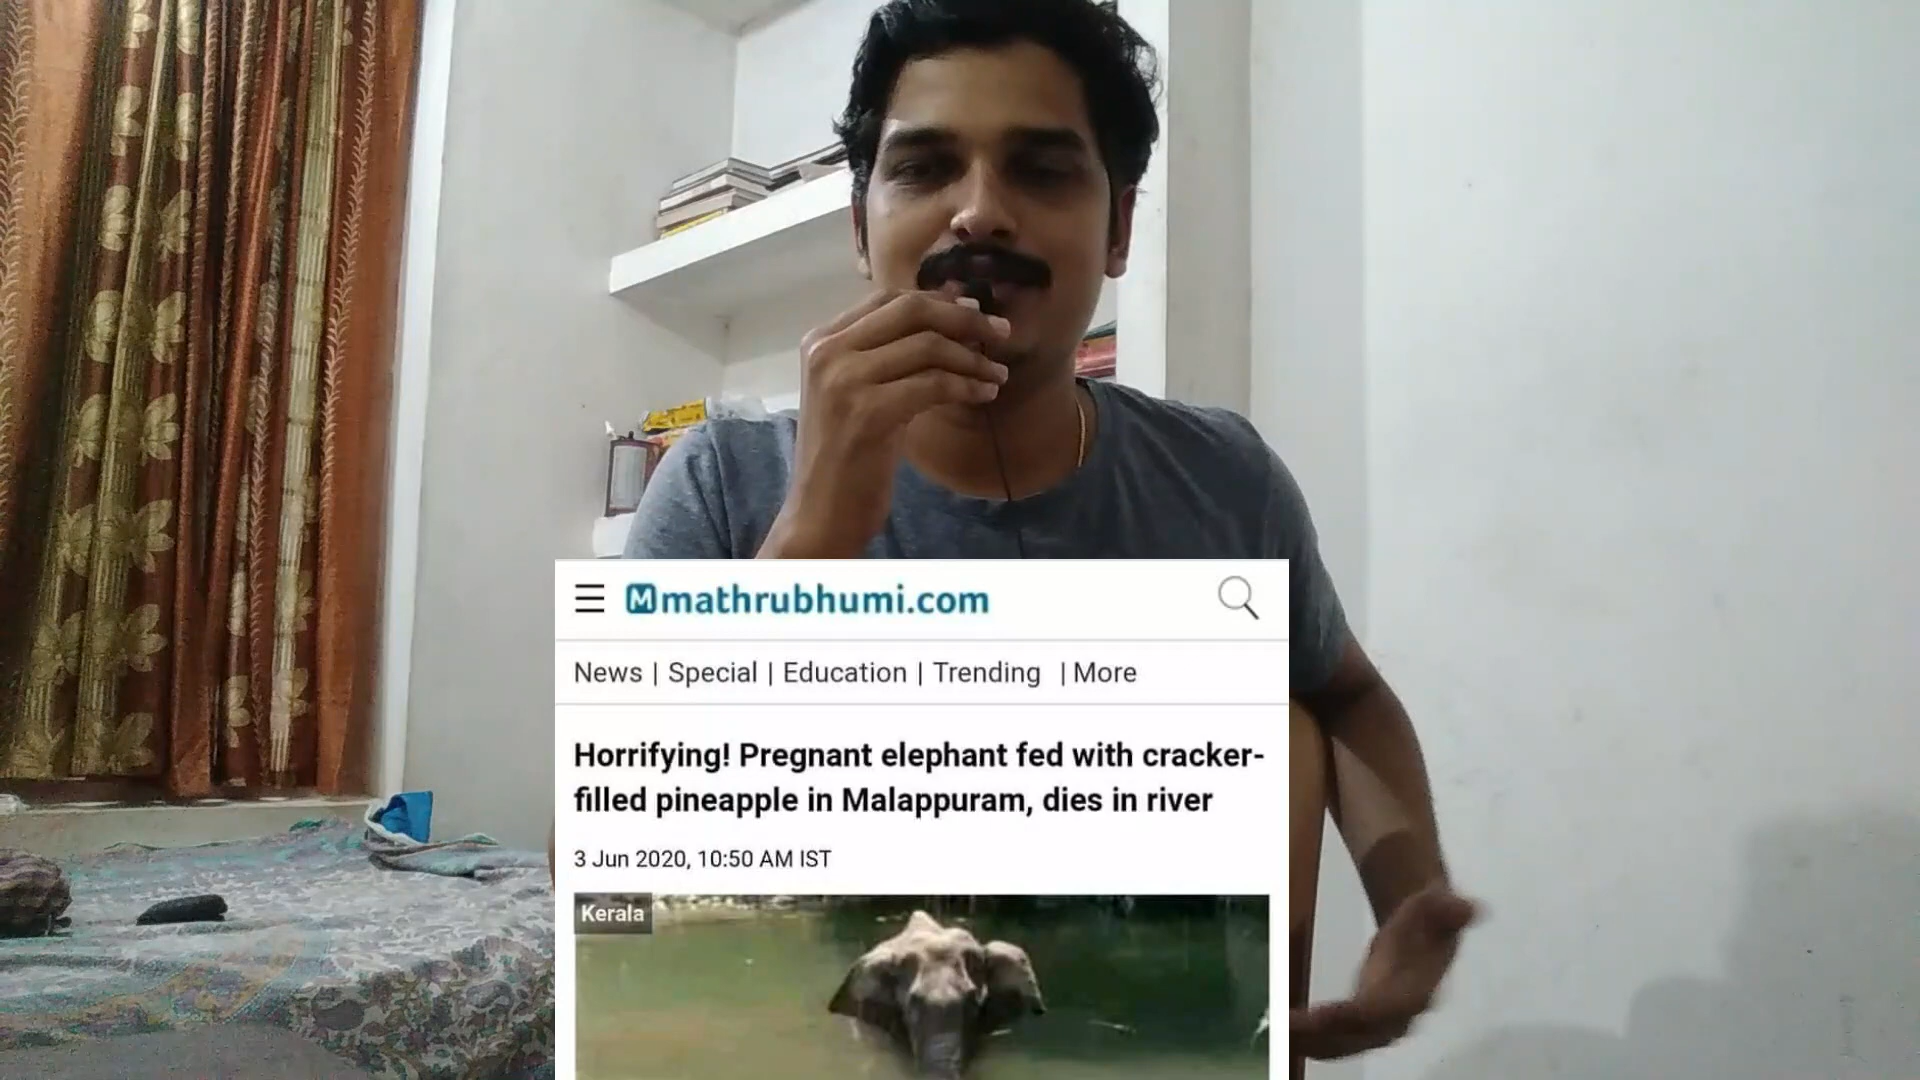 mathrubhumi.com
News | Special | Education | Trending | More
Horrifying! Pregnant elephant fed with cracker-
filled pineapple in Malappuram, dies in river
3 Jun 2020, 10:50 AM IST
Kerala